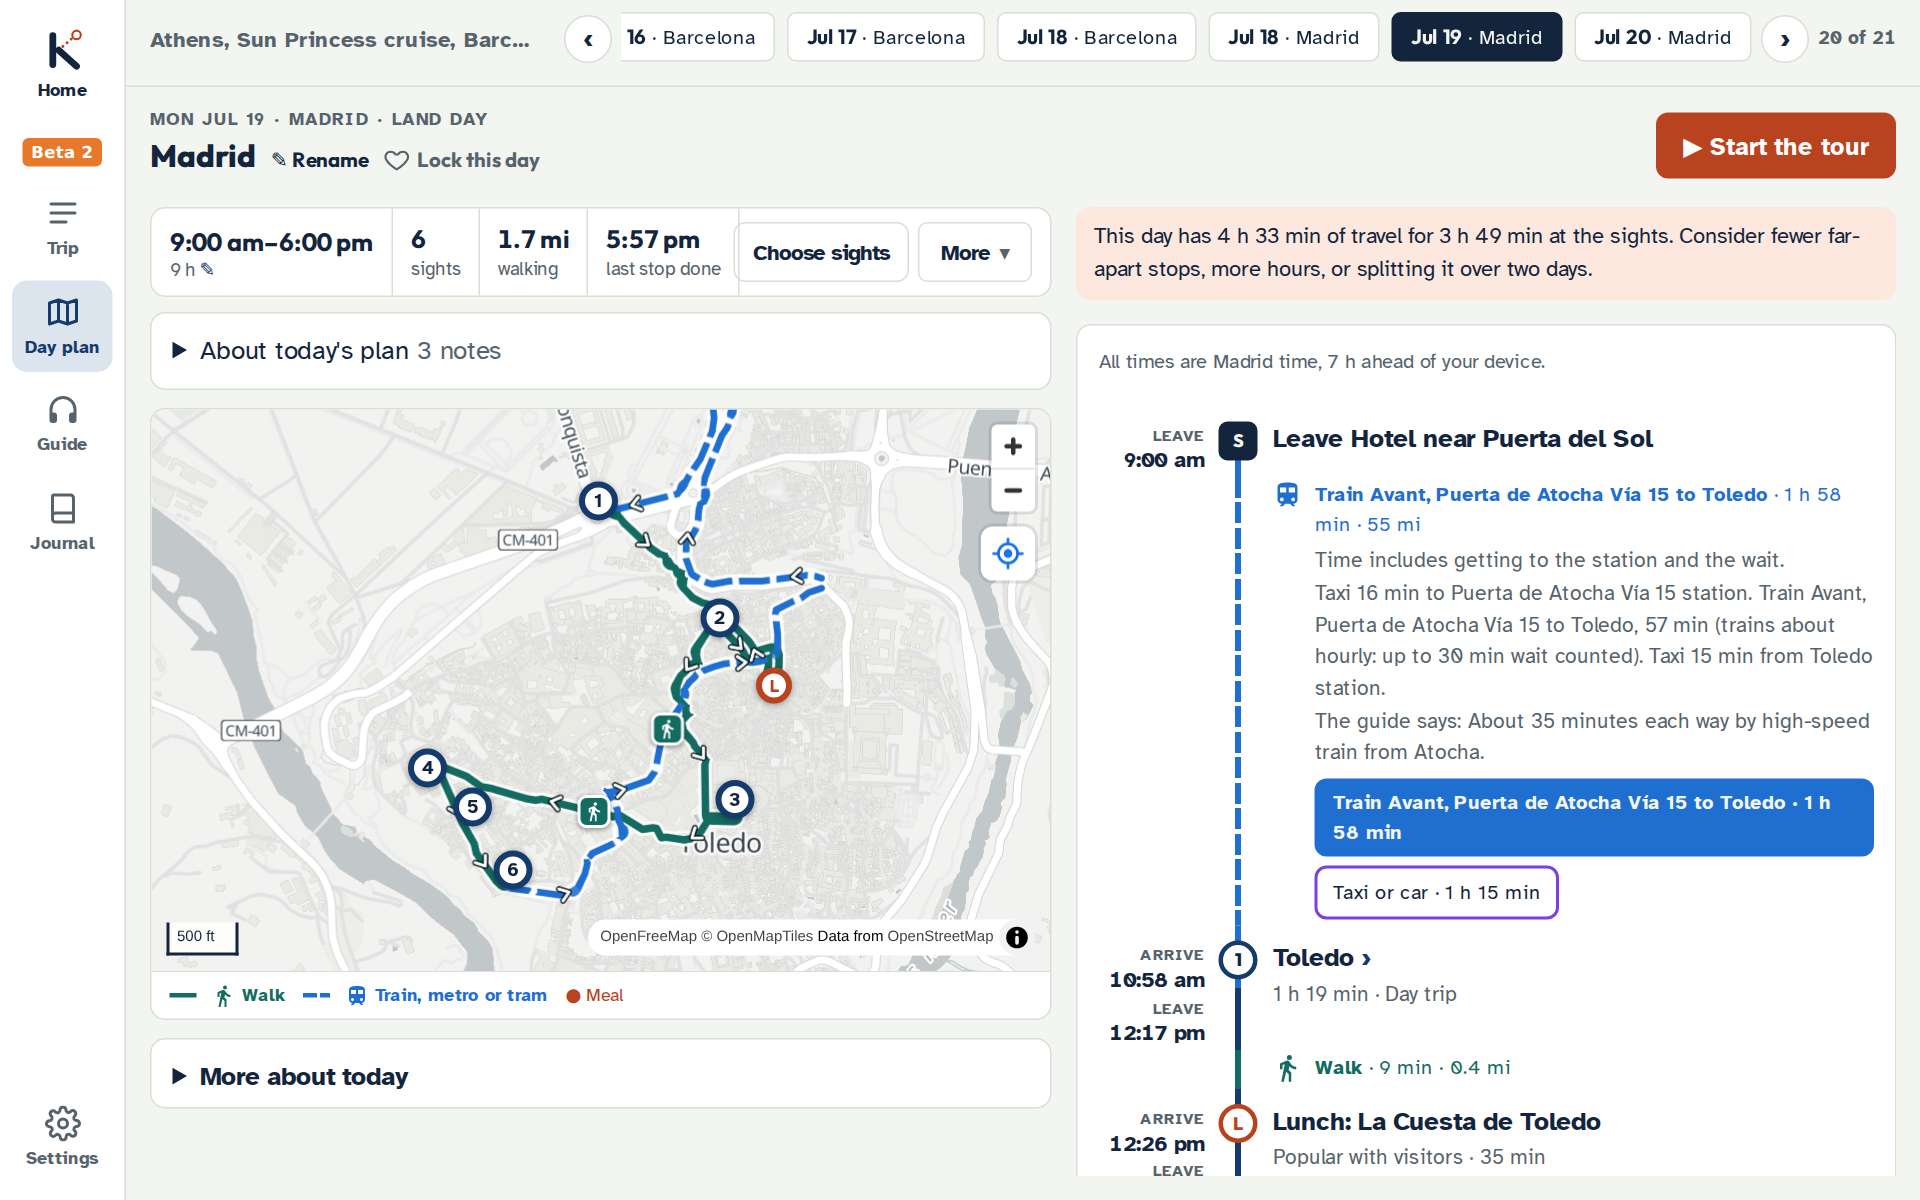 Home
Beta 2
Trip
Day plan
Guide
Journal
Settings
Athens, Sun Princess cruise, Barc...
‹
16 · Barcelona
Jul 17 · Barcelona
Jul 18 · Barcelona
Jul 18 · Madrid
Jul 19 · Madrid
Jul 20 · Madrid
›
20 of 21
MON JUL 19 · MADRID · LAND DAY
Madrid ✎ Rename Lock this day
▶ Start the tour
9:00 am–6:00 pm
9 h ✎
6
sights
1.7 mi
walking
5:57 pm
last stop done
Choose sights
More ▾
▶ About today's plan 3 notes
onquista
Puen
A
+
−
1
CM-401
2
L
CM-401
4
5
3
6
Toledo
500 ft
OpenFreeMap © OpenMapTiles Data from OpenStreetMap
Walk
Train, metro or tram
Meal
▶ More about today
This day has 4 h 33 min of travel for 3 h 49 min at the sights. Consider fewer far-
apart stops, more hours, or splitting it over two days.
All times are Madrid time, 7 h ahead of your device.
LEAVE
9:00 am
S
Leave Hotel near Puerta del Sol
Train Avant, Puerta de Atocha Vía 15 to Toledo · 1 h 58
min · 55 mi
Time includes getting to the station and the wait.
Taxi 16 min to Puerta de Atocha Vía 15 station. Train Avant,
Puerta de Atocha Vía 15 to Toledo, 57 min (trains about
hourly: up to 30 min wait counted). Taxi 15 min from Toledo
station.
The guide says: About 35 minutes each way by high-speed
train from Atocha.
Train Avant, Puerta de Atocha Vía 15 to Toledo · 1 h
58 min
Taxi or car · 1 h 15 min
ARRIVE
10:58 am
LEAVE
12:17 pm
1
Toledo ›
1 h 19 min · Day trip
Walk · 9 min · 0.4 mi
ARRIVE
12:26 pm
LEAVE
L
Lunch: La Cuesta de Toledo
Popular with visitors · 35 min